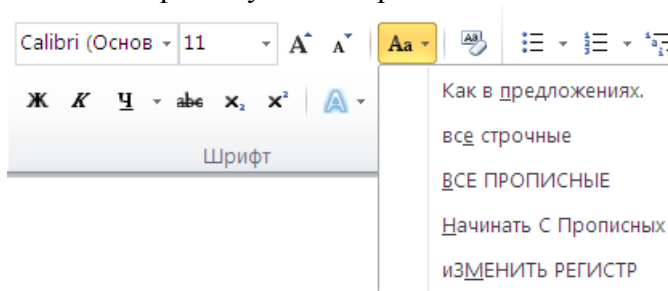 Calibri (Основ 11 А А Aa
Ж К Ч abc x₂ x² A
Шрифт
Как в предложениях.
все строчные
ВСЕ ПРОПИСНЫЕ
Начинать С Прописных
иЗМЕНИТЬ РЕГИСТР